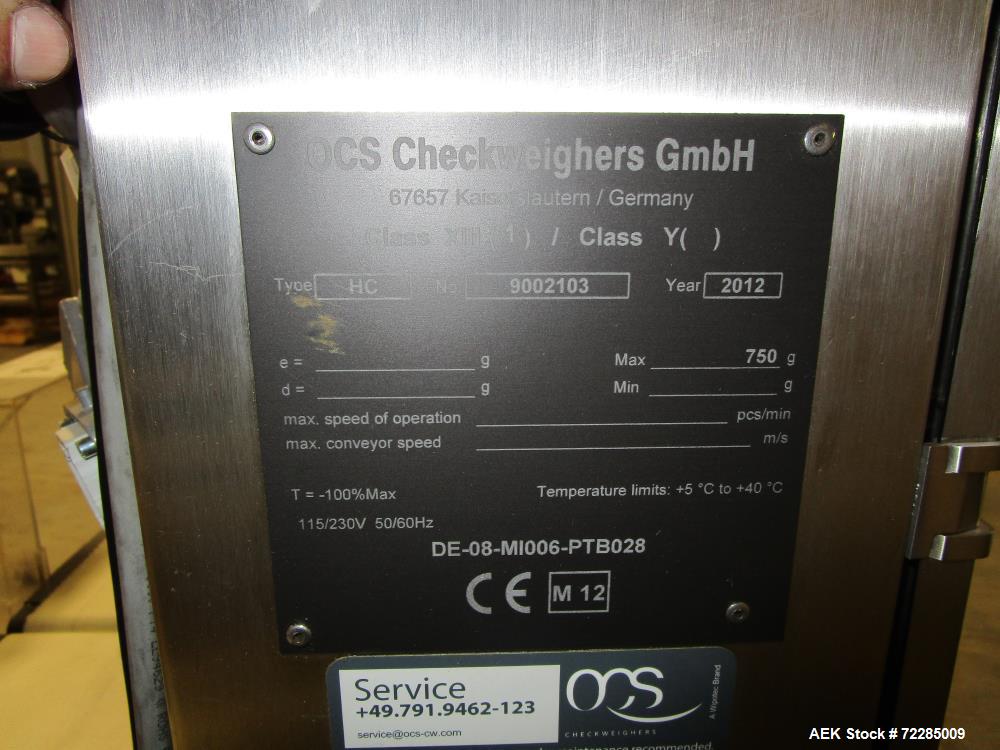 OCS Checkweighers GmbH
67657 Kaiserslautern / Germany
Class XIII(1) / Class Y( )
Type HC No 9002103 Year 2012
e = g Max 750 g
d = g Min g
max. speed of operation pcs/min
max. conveyor speed m/s
T = -100%Max Temperature limits: +5 °C to +40 °C
115/230V 50/60Hz
DE-08-MI006-PTB028
CE M 12
Service
+49.791.9462-123
service@ocs-cw.com
OCS
CHECKWEIGHERS
A Wipotec Brand
maintenance recommended
AEK Stock #72285009